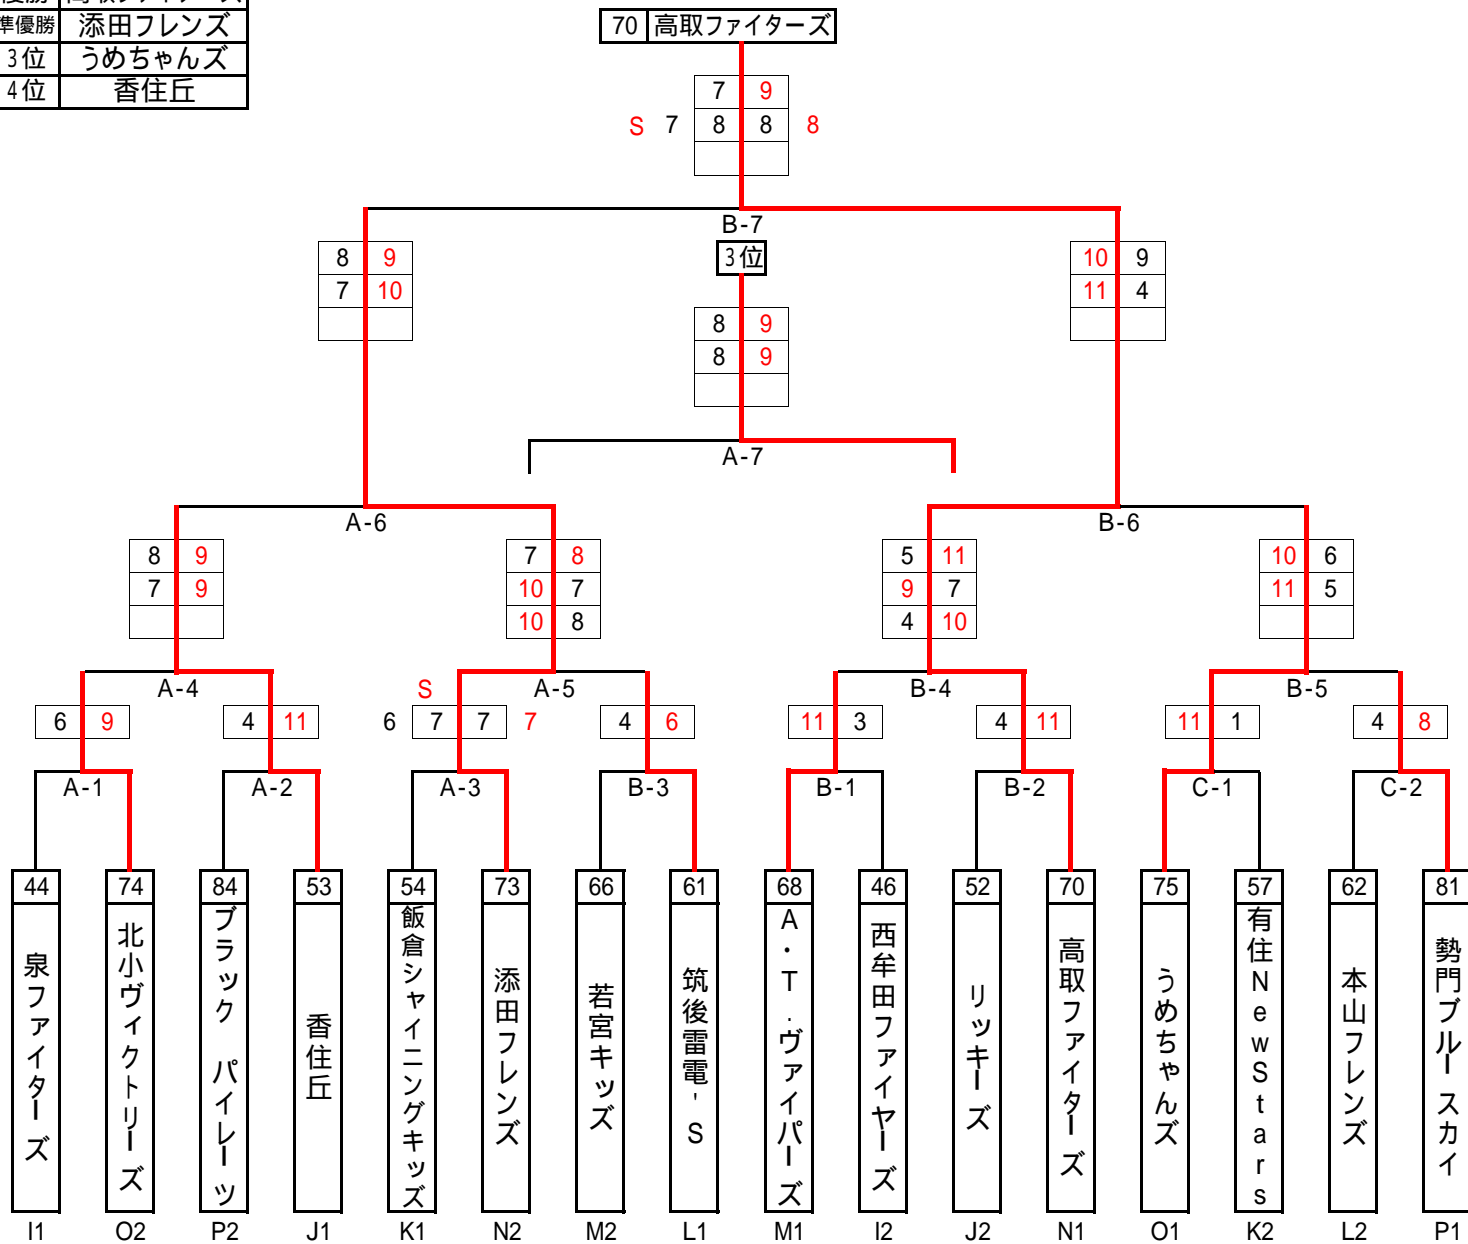 準優勝 添田フレンズ
3位 うめちゃんズ
4位 香住丘
70 高取ファイターズ
7 9
S 7 8 8 8
B-7
3位
8 9
7 10
10 9
11 4
8 9
8 9
A-7
A-6
B-6
8 9
7 9
7 8
10 7
10 8
5 11
9 7
4 10
10 6
11 5
A-4
A-5
B-4
B-5
S
6 9
4 11
6 7 7 7
4 6
11 3
4 11
11 1
4 8
A-1
A-2
A-3
B-3
B-1
B-2
C-1
C-2
44 泉ファイターズ I1
74 北小ヴィクトリーズ O2
84 ブラック パイレーツ P2
53 香住丘 J1
54 飯倉シャイニングキッズ K1
73 添田フレンズ N2
66 若宮キッズ M2
61 筑後雷電'S L1
68 A・T.ヴァイパーズ M1
46 西牟田ファイヤーズ I2
52 リッキーズ J2
70 高取ファイターズ N1
75 うめちゃんズ O1
57 有住NewStars K2
62 本山フレンズ L2
81 勢門ブルースカイ P1